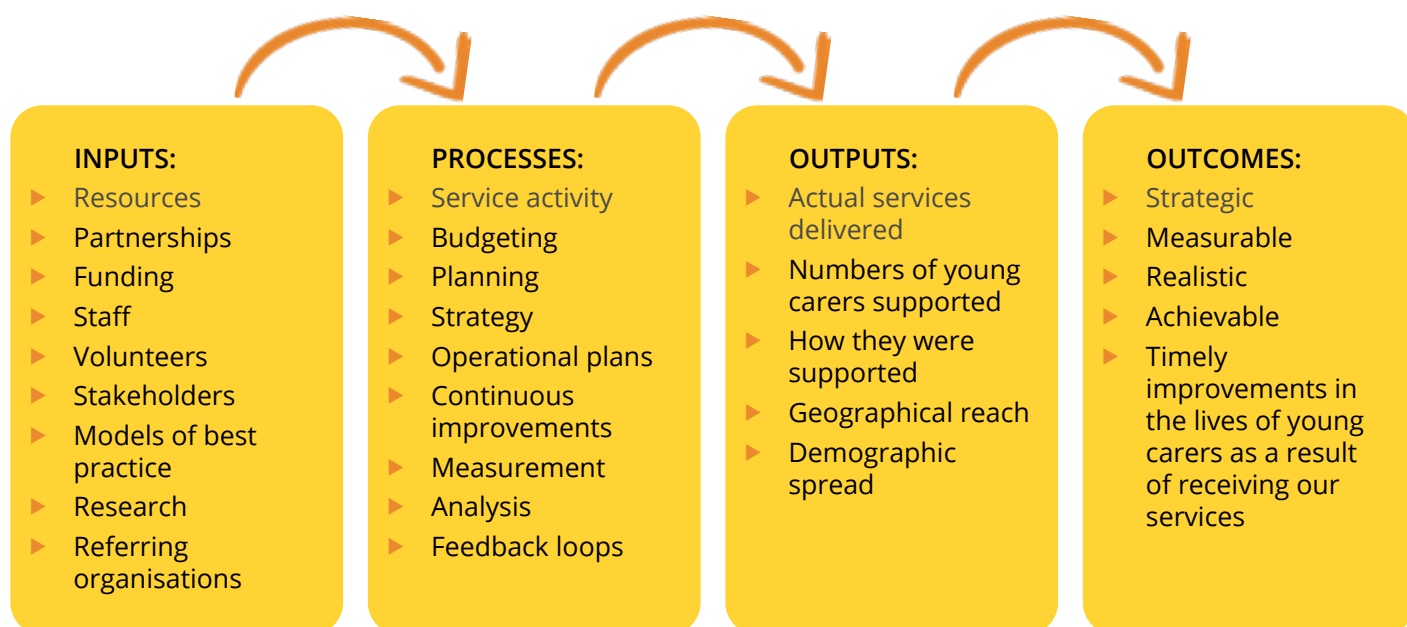 INPUTS:
Resources
Partnerships
Funding
Staff
Volunteers
Stakeholders
Models of best
practice
Research
Referring
organisations
PROCESSES:
Service activity
Budgeting
Planning
Strategy
Operational plans
Continuous
improvements
Measurement
Analysis
Feedback loops
OUTPUTS:
Actual services
delivered
Numbers of young
carers supported
How they were
supported
Geographical reach
Demographic
spread
OUTCOMES:
Strategic
Measurable
Realistic
Achievable
Timely
improvements in
the lives of young
carers as a result
of receiving our
services